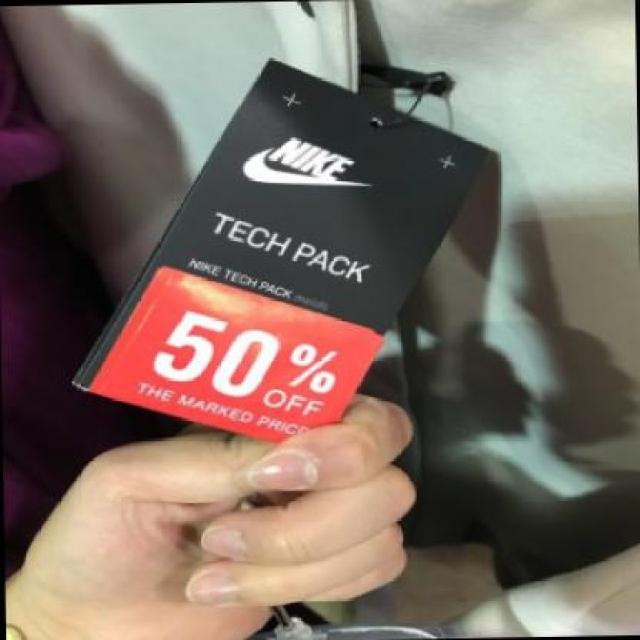 NIKE
TECH PACK
NIKE TECH PACK
50%
OFF
THE MARKED PRICE